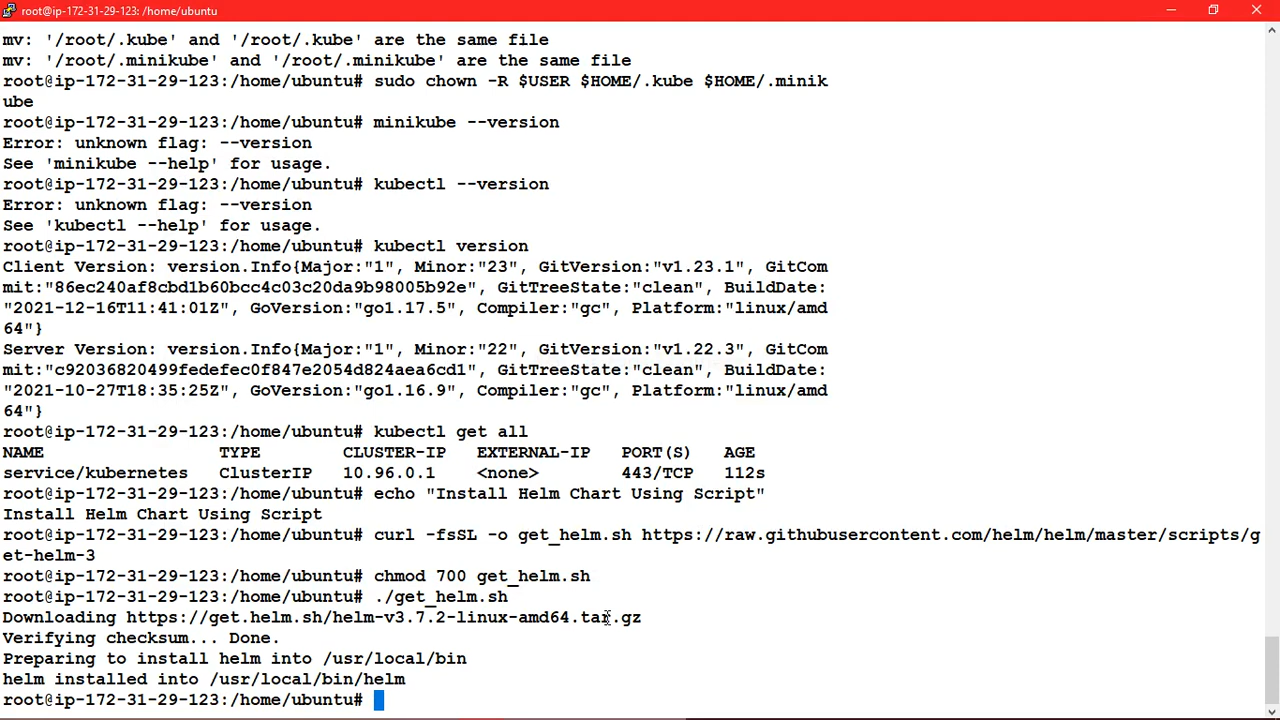 root@ip-172-31-29-123: /home/ubuntu
mv: '/root/.kube' and '/root/.kube' are the same file
mv: '/root/.minikube' and '/root/.minikube' are the same file
root@ip-172-31-29-123:/home/ubuntu# sudo chown -R $USER $HOME/.kube $HOME/.minik
ube
root@ip-172-31-29-123:/home/ubuntu# minikube --version
Error: unknown flag: --version
See 'minikube --help' for usage.
root@ip-172-31-29-123:/home/ubuntu# kubectl --version
Error: unknown flag: --version
See 'kubectl --help' for usage.
root@ip-172-31-29-123:/home/ubuntu# kubectl version
Client Version: version.Info{Major:"1", Minor:"23", GitVersion:"v1.23.1", GitCom
mit:"86ec240af8cbd1b60bcc4c03c20da9b98005b92e", GitTreeState:"clean", BuildDate:
"2021-12-16T11:41:01Z", GoVersion:"go1.17.5", Compiler:"gc", Platform:"linux/amd
64"}
Server Version: version.Info{Major:"1", Minor:"22", GitVersion:"v1.22.3", GitCom
mit:"c92036820499fedefec0f847e2054d824aea6cd1", GitTreeState:"clean", BuildDate:
"2021-10-27T18:35:25Z", GoVersion:"go1.16.9", Compiler:"gc", Platform:"linux/amd
64"}
root@ip-172-31-29-123:/home/ubuntu# kubectl get all
NAME TYPE CLUSTER-IP EXTERNAL-IP PORT(S) AGE
service/kubernetes ClusterIP 10.96.0.1 <none> 443/TCP 112s
root@ip-172-31-29-123:/home/ubuntu# echo "Install Helm Chart Using Script"
Install Helm Chart Using Script
root@ip-172-31-29-123:/home/ubuntu# curl -fsSL -o get_helm.sh https://raw.githubusercontent.com/helm/helm/master/scripts/g
et-helm-3
root@ip-172-31-29-123:/home/ubuntu# chmod 700 get_helm.sh
root@ip-172-31-29-123:/home/ubuntu# ./get_helm.sh
Downloading https://get.helm.sh/helm-v3.7.2-linux-amd64.tar.gz
Verifying checksum... Done.
Preparing to install helm into /usr/local/bin
helm installed into /usr/local/bin/helm
root@ip-172-31-29-123:/home/ubuntu#